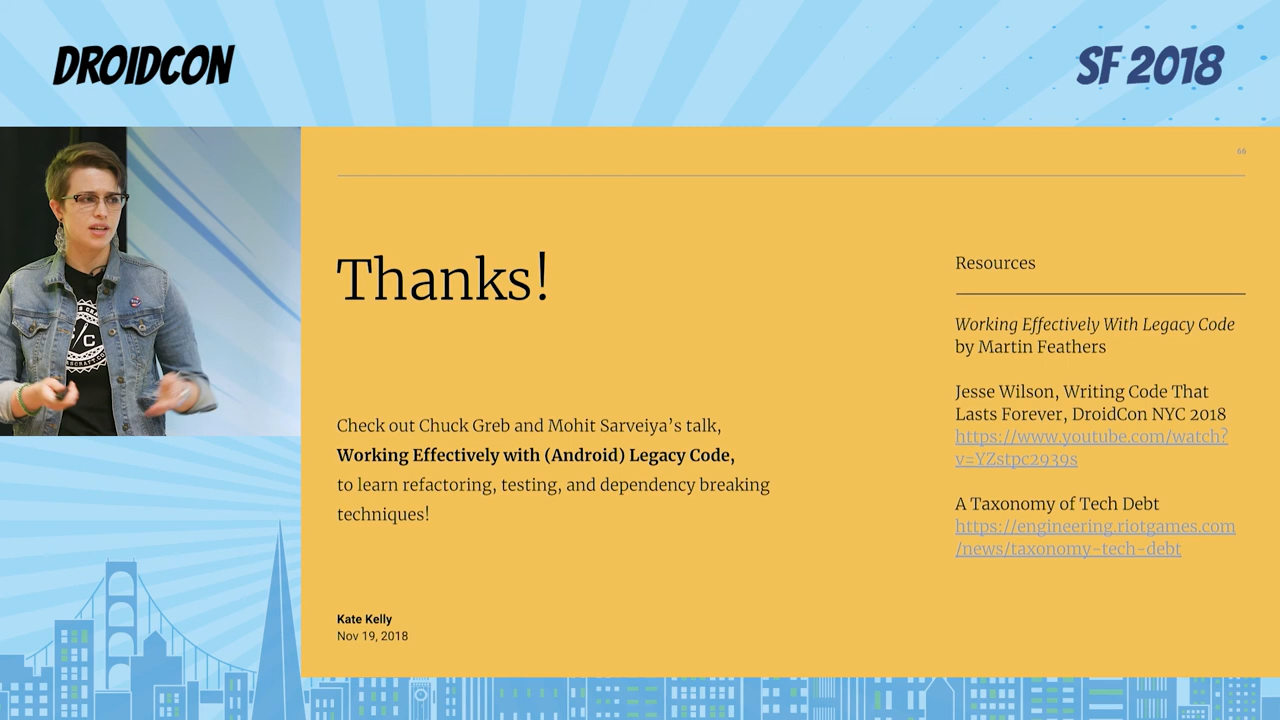 DROIDCON
SF 2018
66
Thanks!
Check out Chuck Greb and Mohit Sarveiya’s talk,
Working Effectively with (Android) Legacy Code,
to learn refactoring, testing, and dependency breaking
techniques!
Kate Kelly
Nov 19, 2018
Resources
Working Effectively With Legacy Code
by Martin Feathers
Jesse Wilson, Writing Code That
Lasts Forever, DroidCon NYC 2018
https://www.youtube.com/watch?
v=YZstpc2939s
A Taxonomy of Tech Debt
https://engineering.riotgames.com
/news/taxonomy-tech-debt